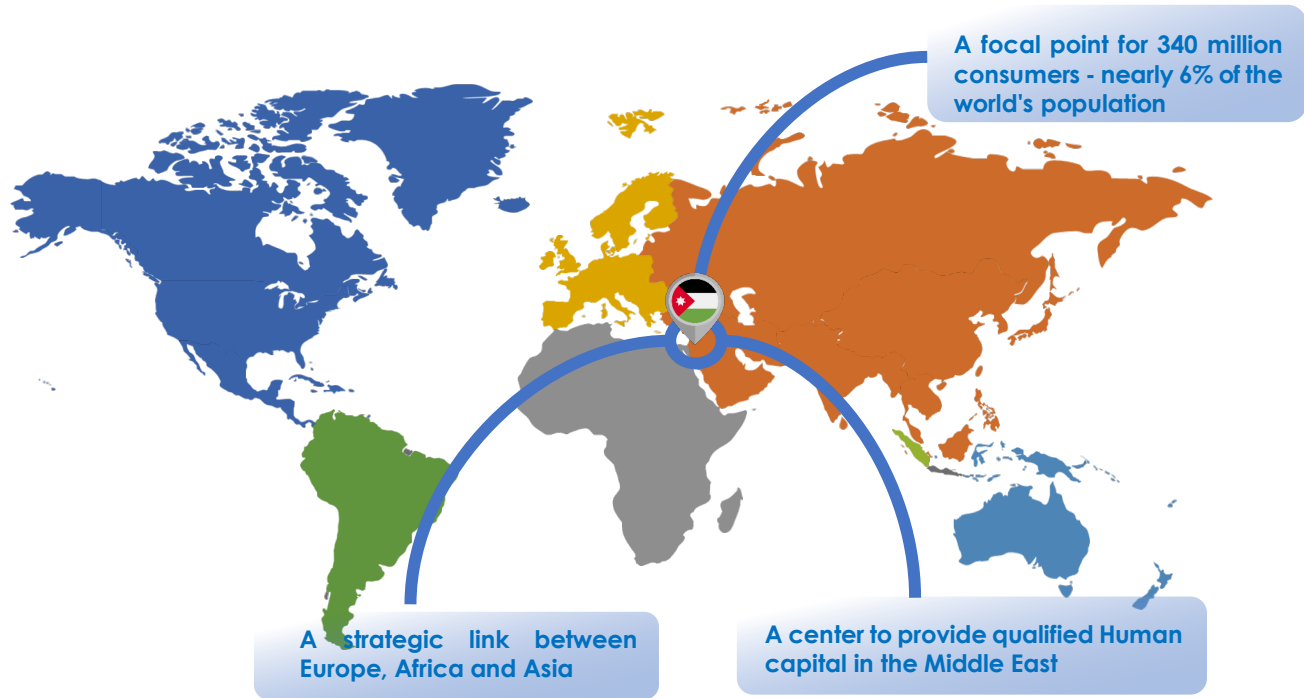 A focal point for 340 million
consumers - nearly 6% of the
world's population
A strategic link between
Europe, Africa and Asia
A center to provide qualified Human
capital in the Middle East